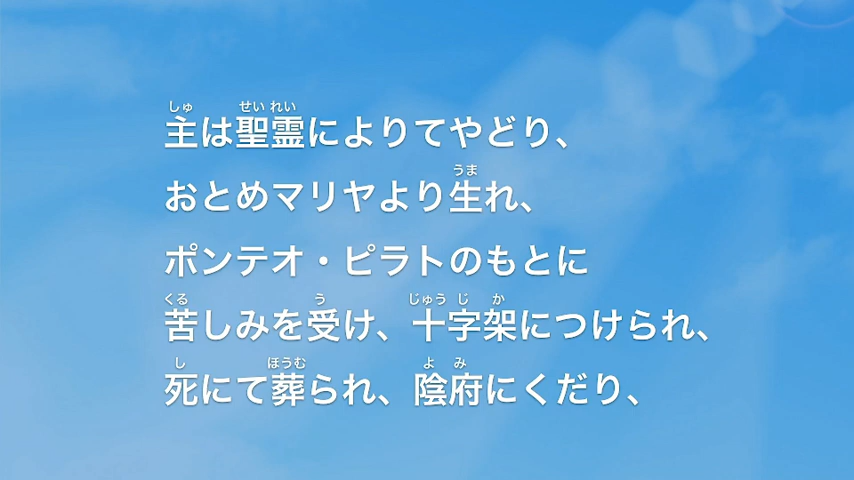 主は聖霊によりてやどり、
おとめマリヤより生れ、
ポンテオ・ピラトのもとに
苦しみを受け、十字架につけられ、
死にて葬られ、陰府にくだり、